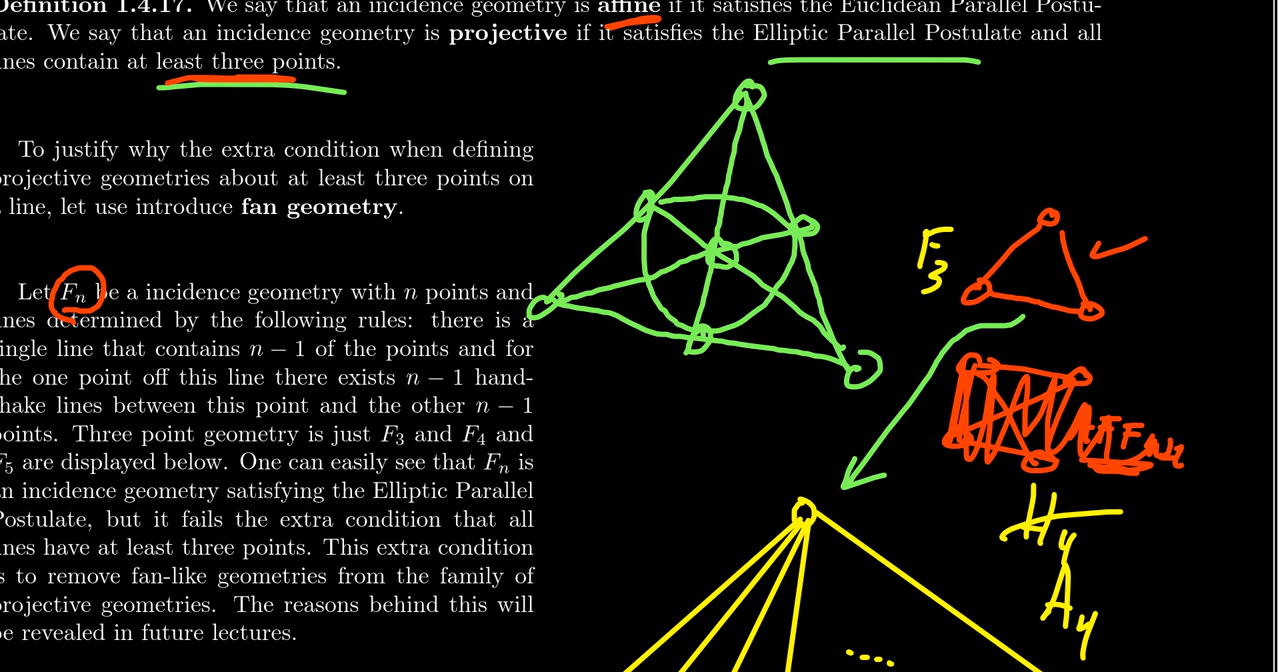 Definition 1.4.17. We say that an incidence geometry is affine if it satisfies the Euclidean Parallel Postu-
ate. We say that an incidence geometry is projective if it satisfies the Elliptic Parallel Postulate and all
ines contain at least three points.
To justify why the extra condition when defining
projective geometries about at least three points on
line, let use introduce fan geometry.
Let Fn be a incidence geometry with n points and
ines determined by the following rules: there is a
ingle line that contains n − 1 of the points and for
he one point off this line there exists n − 1 hand-
hake lines between this point and the other n − 1
points. Three point geometry is just F3 and F4 and
F5 are displayed below. One can easily see that Fn is
n incidence geometry satisfying the Elliptic Parallel
Postulate, but it fails the extra condition that all
ines have at least three points. This extra condition
s to remove fan-like geometries from the family of
projective geometries. The reasons behind this will
be revealed in future lectures.
F3
H4
A4